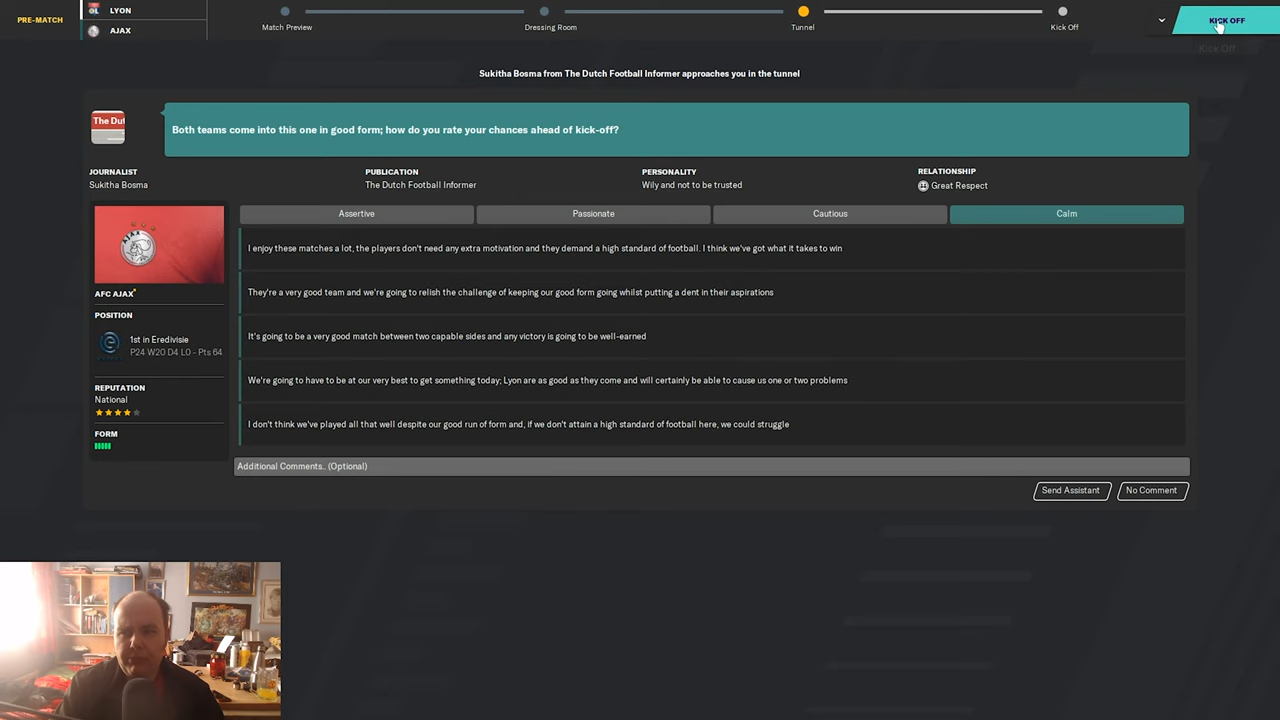 PRE-MATCH
LYON
AJAX
Match Preview
Dressing Room
Tunnel
Kick Off
KICK OFF
Kick Off
Sukitha Bosma from The Dutch Football Informer approaches you in the tunnel
The Dut
Both teams come into this one in good form; how do you rate your chances ahead of kick-off?
JOURNALIST
Sukitha Bosma
PUBLICATION
The Dutch Football Informer
PERSONALITY
Wily and not to be trusted
RELATIONSHIP
Great Respect
Assertive
Passionate
Cautious
Calm
AJAX
AFC AJAX
POSITION
1st in Eredivisie
P24 W20 D4 L0 - Pts 64
REPUTATION
National
FORM
I enjoy these matches a lot, the players don't need any extra motivation and they demand a high standard of football. I think we've got what it takes to win
They're a very good team and we're going to relish the challenge of keeping our good form going whilst putting a dent in their aspirations
It's going to be a very good match between two capable sides and any victory is going to be well-earned
We're going to have to be at our very best to get something today; Lyon are as good as they come and will certainly be able to cause us one or two problems
I don't think we've played all that well despite our good run of form and, if we don't attain a high standard of football here, we could struggle
Additional Comments.. (Optional)
Send Assistant
No Comment